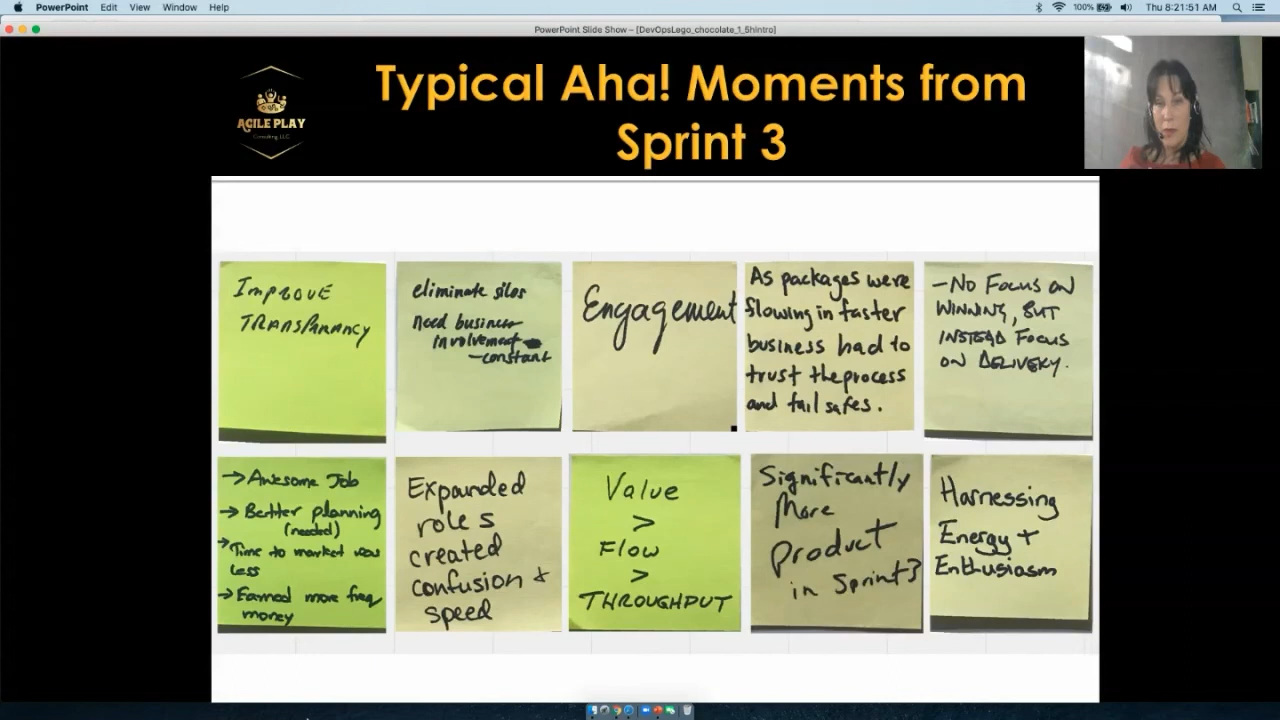 PowerPoint Edit View Window Help
100% Thu 8:21:51 AM
PowerPoint Slide Show – [DevOpsLego_chocolate_1_5hIntro]
AGILE PLAY
Consulting, LLC
Typical Aha! Moments from
Sprint 3
IMPROVE
TRANSPARANCY
eliminate silos
need business
involvement
-constant
Engagement
As packages were
flowing in faster
business had to
trust the process
and fail safes.
-NO FOCUS ON
WINNING, BUT
INSTEAD FOCUS
ON DELIVERY.
→ Awesome Job
→ Better planning
(needed)
→ Time to market was
less
→ Earned more freq
money
Expanded
roles
created
confusion +
speed
Value
>
Flow
>
THROUGHPUT
Significantly
More
product
in Sprint 3
Harnessing
Energy +
Enthusiasm